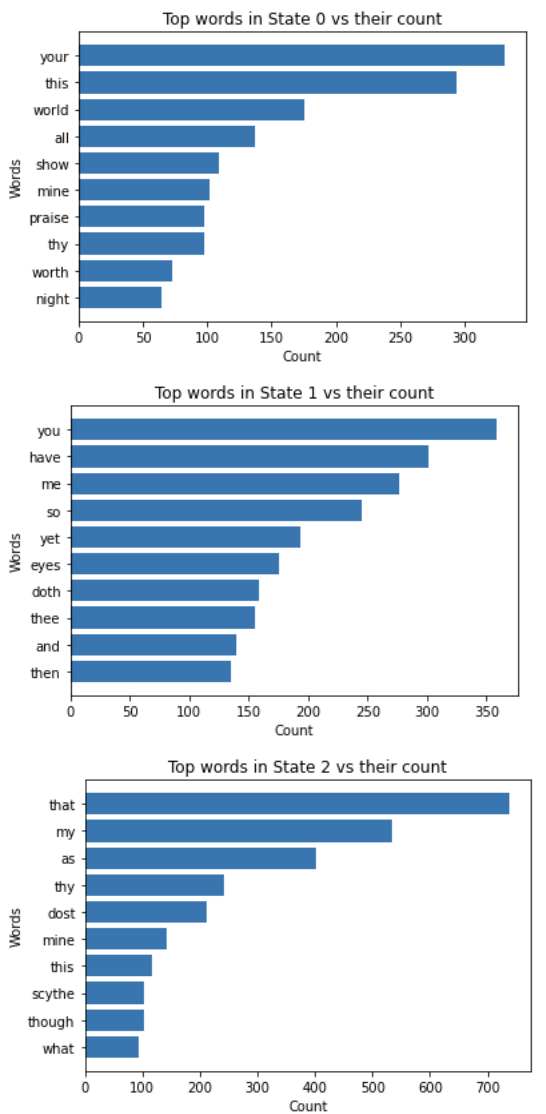 Top words in State 0 vs their count
your
this
world
all
show
mine
praise
thy
worth
night
Words
0 50 100 150 200 250 300
Count
Top words in State 1 vs their count
you
have
me
so
yet
eyes
doth
thee
and
then
Words
0 50 100 150 200 250 300 350
Count
Top words in State 2 vs their count
that
my
as
thy
dost
mine
this
scythe
though
what
Words
0 100 200 300 400 500 600 700
Count